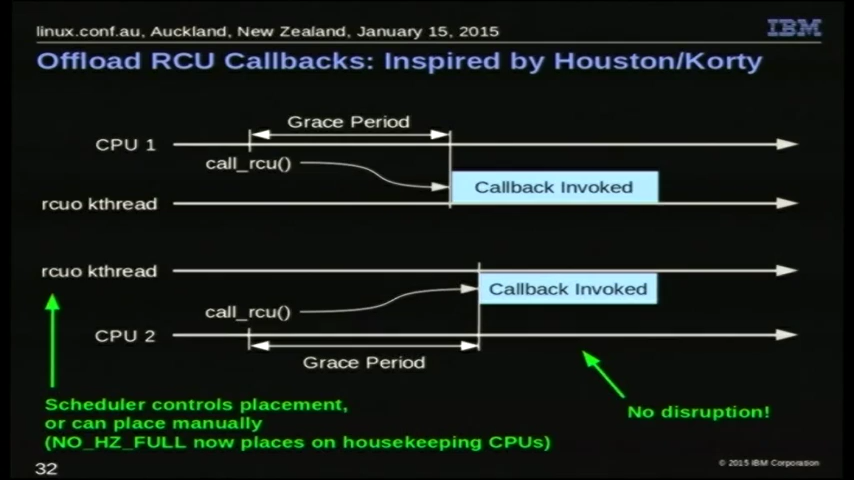 linux.conf.au, Auckland, New Zealand, January 15, 2015
IBM
Offload RCU Callbacks: Inspired by Houston/Korty
Grace Period
CPU 1
call_rcu()
Callback Invoked
rcuo kthread
rcuo kthread
Callback Invoked
call_rcu()
CPU 2
Grace Period
Scheduler controls placement,
or can place manually
(NO_HZ_FULL now places on housekeeping CPUs)
No disruption!
32
© 2015 IBM Corporation